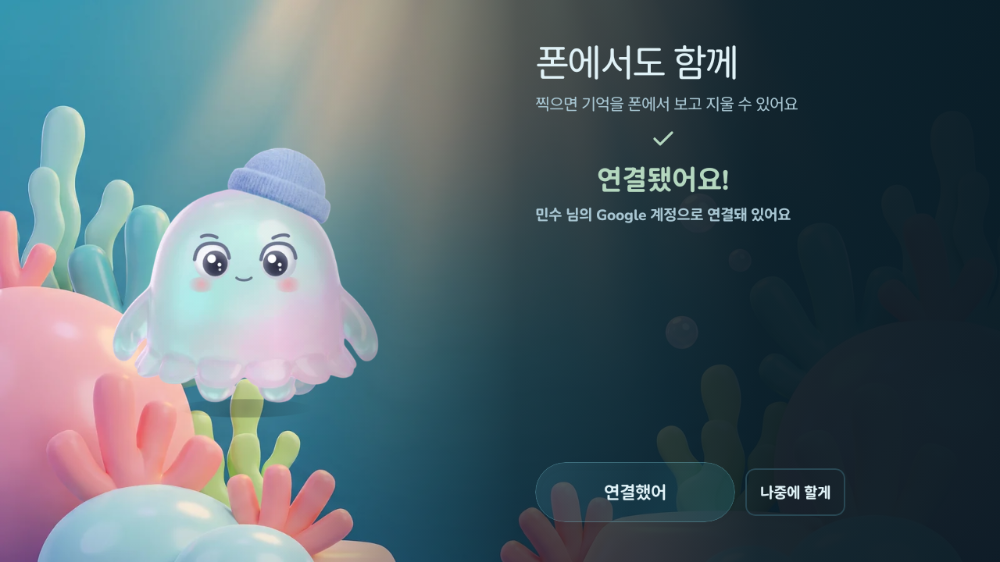 폰에서도 함께
찍으면 기억을 폰에서 보고 지울 수 있어요
연결됐어요!
민수 님의 Google 계정으로 연결돼 있어요
연결했어
나중에 할게